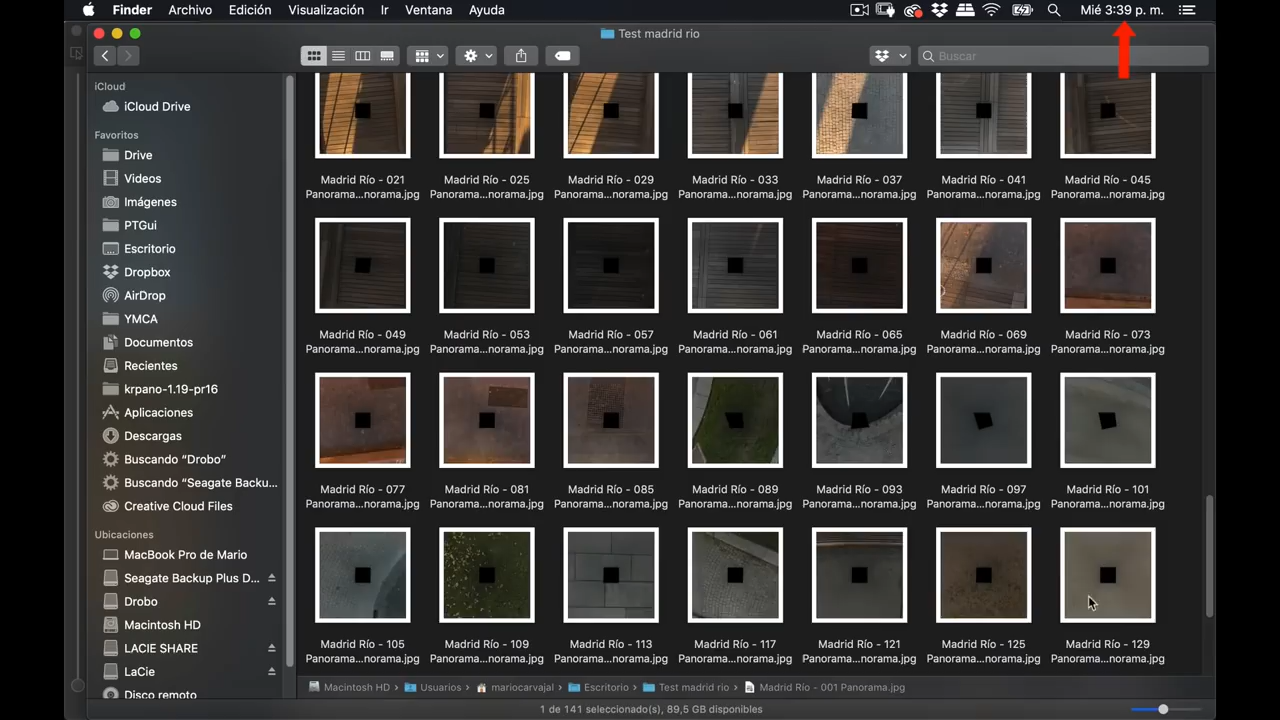 Finder Archivo Edición Visualización Ir Ventana Ayuda Mié 3:39 p. m.
Test madrid rio
Buscar
iCloud
iCloud Drive
Favoritos
Drive
Videos
Imágenes
PTGui
Escritorio
Dropbox
AirDrop
YMCA
Documentos
Recientes
krpano-1.19-pr16
Aplicaciones
Descargas
Buscando “Drobo”
Buscando “Seagate Backu...
Creative Cloud Files
Ubicaciones
MacBook Pro de Mario
Seagate Backup Plus D...
Drobo
Macintosh HD
LACIE SHARE
LaCie
Disco remoto
Madrid Río - 021 Madrid Río - 025 Madrid Río - 029 Madrid Río - 033 Madrid Río - 037 Madrid Río - 041 Madrid Río - 045
Panorama...norama.jpg Panorama...norama.jpg Panorama...norama.jpg Panorama...norama.jpg Panorama...norama.jpg Panorama...norama.jpg Panorama...norama.jpg
Madrid Río - 049 Madrid Río - 053 Madrid Río - 057 Madrid Río - 061 Madrid Río - 065 Madrid Río - 069 Madrid Río - 073
Panorama...norama.jpg Panorama...norama.jpg Panorama...norama.jpg Panorama...norama.jpg Panorama...norama.jpg Panorama...norama.jpg Panorama...norama.jpg
Madrid Río - 077 Madrid Río - 081 Madrid Río - 085 Madrid Río - 089 Madrid Río - 093 Madrid Río - 097 Madrid Río - 101
Panorama...norama.jpg Panorama...norama.jpg Panorama...norama.jpg Panorama...norama.jpg Panorama...norama.jpg Panorama...norama.jpg Panorama...norama.jpg
Madrid Río - 105 Madrid Río - 109 Madrid Río - 113 Madrid Río - 117 Madrid Río - 121 Madrid Río - 125 Madrid Río - 129
Panorama...norama.jpg Panorama...norama.jpg Panorama...norama.jpg Panorama...norama.jpg Panorama...norama.jpg Panorama...norama.jpg Panorama...norama.jpg
Macintosh HD › Usuarios › mariocarvajal › Escritorio › Test madrid rio › Madrid Río - 001 Panorama.jpg
1 de 141 seleccionado(s), 89,5 GB disponibles